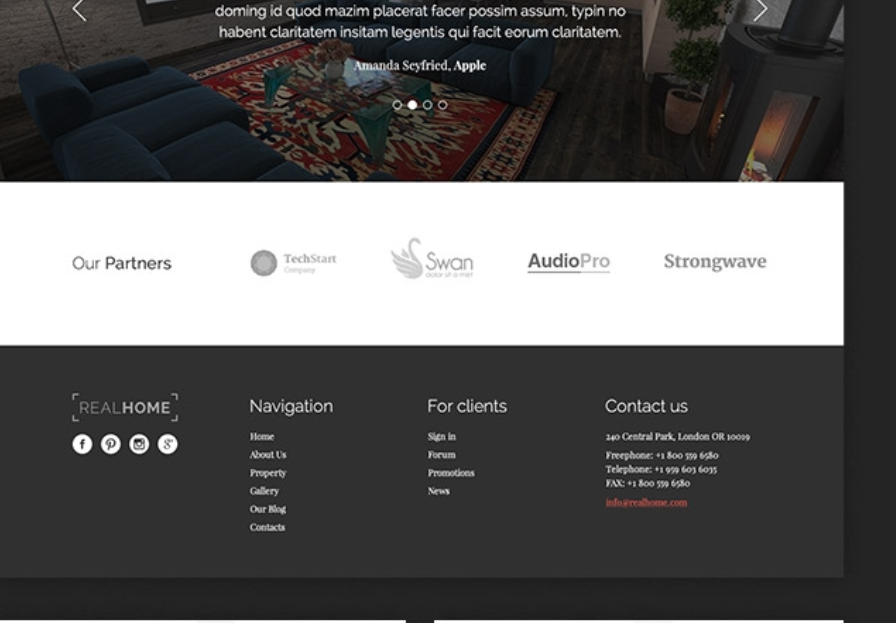 doming id quod mazim placerat facer possim assum, typin no
habent claritatem insitam legentis qui facit eorum claritatem.
Amanda Seyfried, Apple
Our Partners
TechStart
Company
Swan
dolor sit a met
AudioPro
Strongwave
REALHOME
Navigation
Home
About Us
Property
Gallery
Our Blog
Contacts
For clients
Sign in
Forum
Promotions
News
Contact us
240 Central Park, London OR 10019
Freephone: +1 800 559 6580
Telephone: +1 959 603 6035
FAX: +1 800 559 6580
info@realhome.com